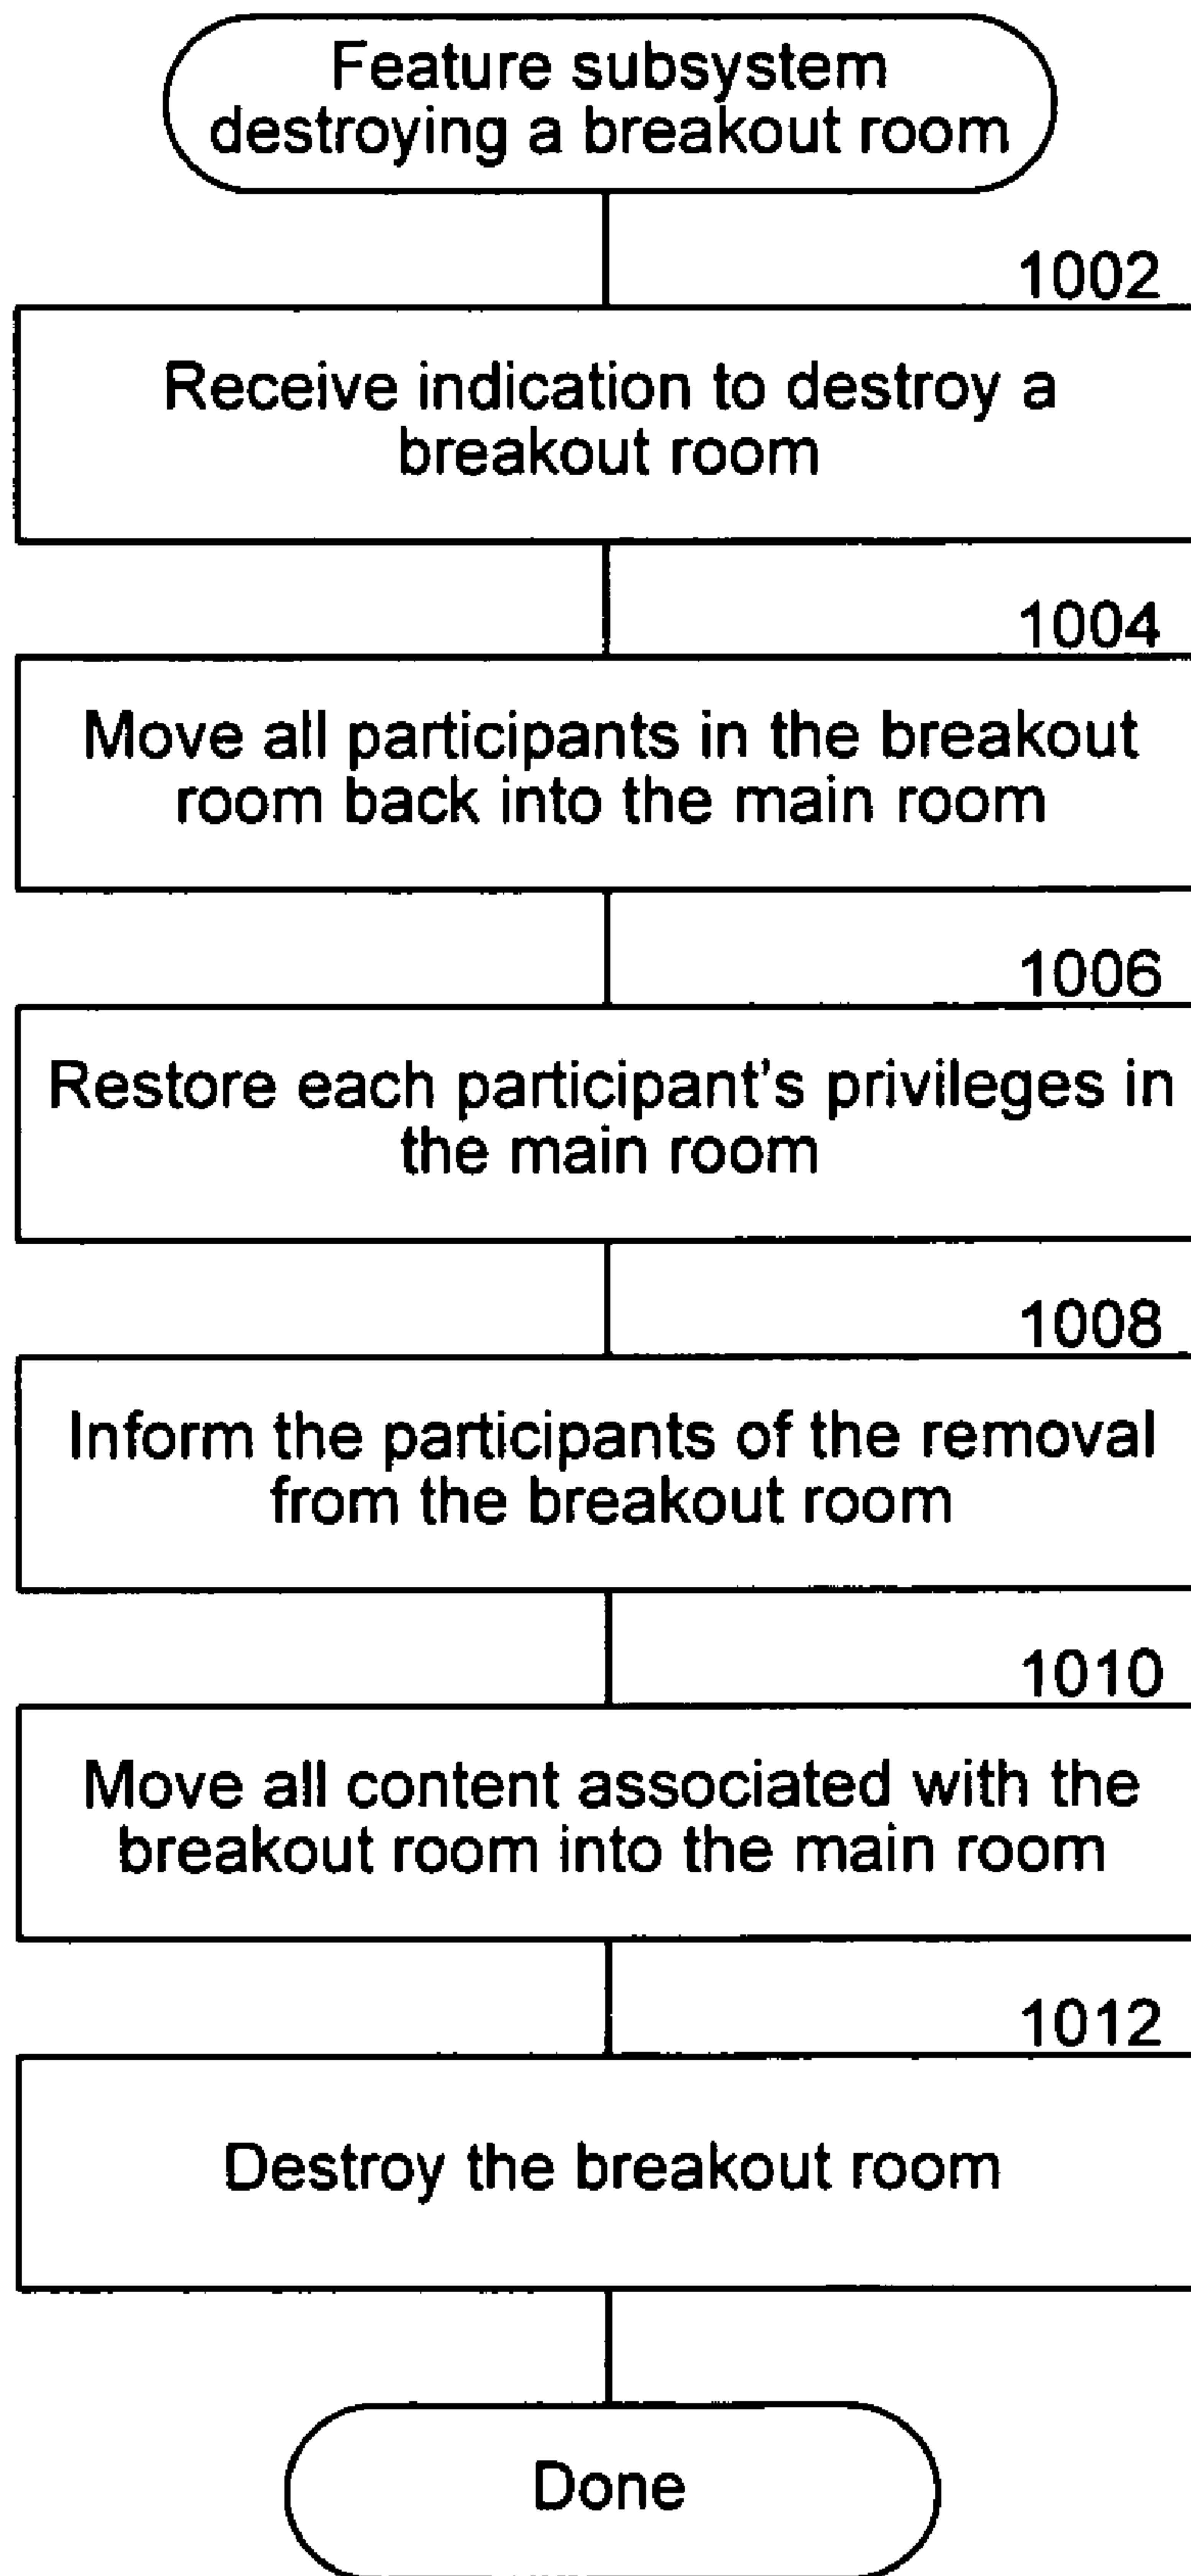 Feature subsystem
destroying a breakout room
1002
Receive indication to destroy a
breakout room
1004
Move all participants in the breakout
room back into the main room
1006
Restore each participant's privileges in
the main room
1008
Inform the participants of the removal
from the breakout room
1010
Move all content associated with the
breakout room into the main room
1012
Destroy the breakout room
Done